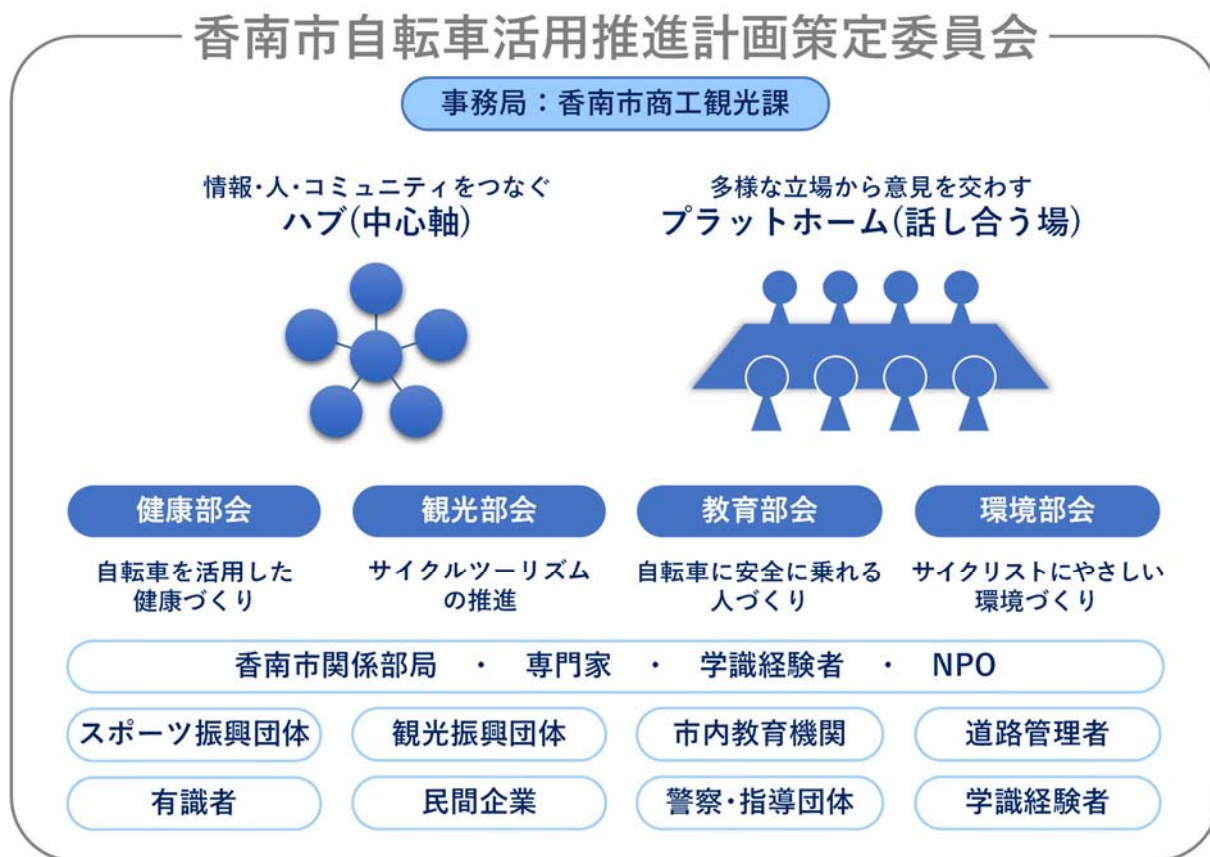 香南市自転車活用推進計画策定委員会
事務局：香南市商工観光課
情報・人・コミュニティをつなぐ
ハブ(中心軸)
多様な立場から意見を交わす
プラットホーム(話し合う場)
健康部会
観光部会
教育部会
環境部会
自転車を活用した
健康づくり
サイクルツーリズム
の推進
自転車に安全に乗れる
人づくり
サイクリストにやさしい
環境づくり
香南市関係部局 ・ 専門家 ・ 学識経験者 ・ NPO
スポーツ振興団体
観光振興団体
市内教育機関
道路管理者
有識者
民間企業
警察・指導団体
学識経験者